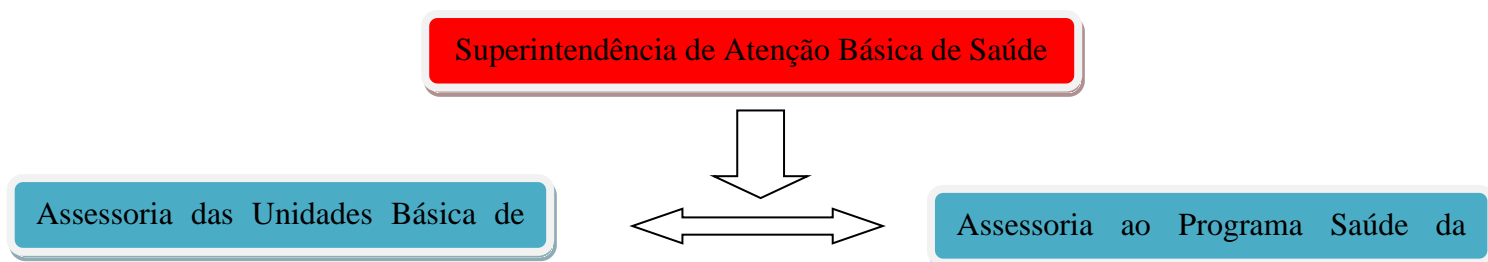 Superintendência de Atenção Básica de Saúde
Assessoria das Unidades Básica de
Assessoria ao Programa Saúde da